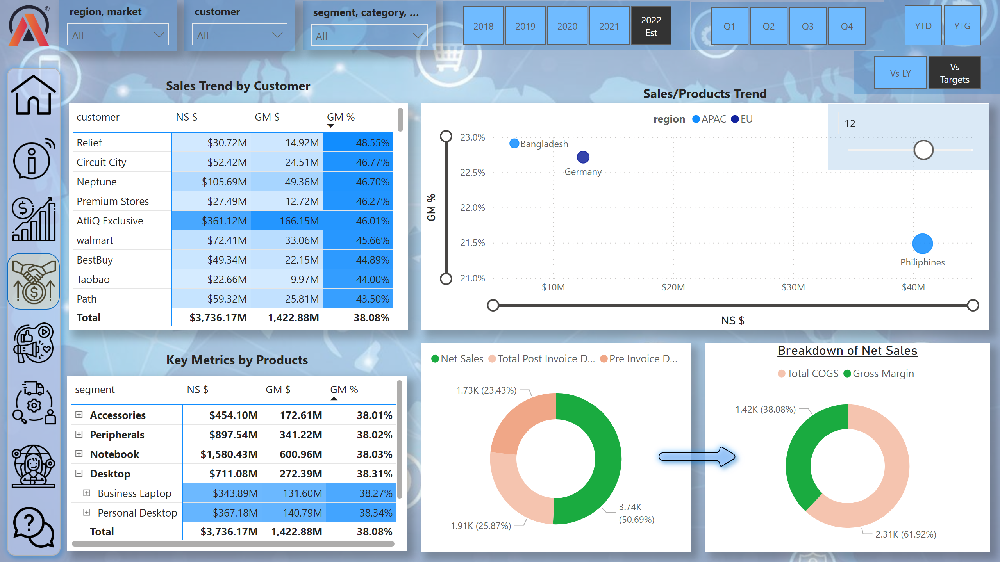 ®
region, market
All
customer
All
segment, category, ...
All
2018
2019
2020
2021
2022
Est
Q1
Q2
Q3
Q4
YTD
YTG
Vs LY
Vs
Targets
Sales Trend by Customer
customer NS $ GM $ GM %
Relief $30.72M 14.92M 48.55%
Circuit City $52.42M 24.51M 46.77%
Neptune $105.69M 49.36M 46.70%
Premium Stores $27.49M 12.72M 46.27%
AtliQ Exclusive $361.12M 166.15M 46.01%
walmart $72.41M 33.06M 45.66%
BestBuy $49.34M 22.15M 44.89%
Taobao $22.66M 9.97M 44.00%
Path $59.32M 25.81M 43.50%
Total $3,736.17M 1,422.88M 38.08%
Sales/Products Trend
region APAC EU
12
GM %
23.0%
22.5%
22.0%
21.5%
21.0%
Bangladesh
Germany
Philiphines
$10M $20M $30M $40M
NS $
Key Metrics by Products
segment NS $ GM $ GM %
Accessories $454.10M 172.61M 38.01%
Peripherals $897.54M 341.22M 38.02%
Notebook $1,580.43M 600.96M 38.03%
Desktop $711.08M 272.39M 38.31%
Business Laptop $343.89M 131.60M 38.27%
Personal Desktop $367.18M 140.79M 38.34%
Total $3,736.17M 1,422.88M 38.08%
Net Sales Total Post Invoice D... Pre Invoice D...
1.73K (23.43%)
3.74K
(50.69%)
1.91K (25.87%)
Breakdown of Net Sales
Total COGS Gross Margin
1.42K (38.08%)
2.31K (61.92%)